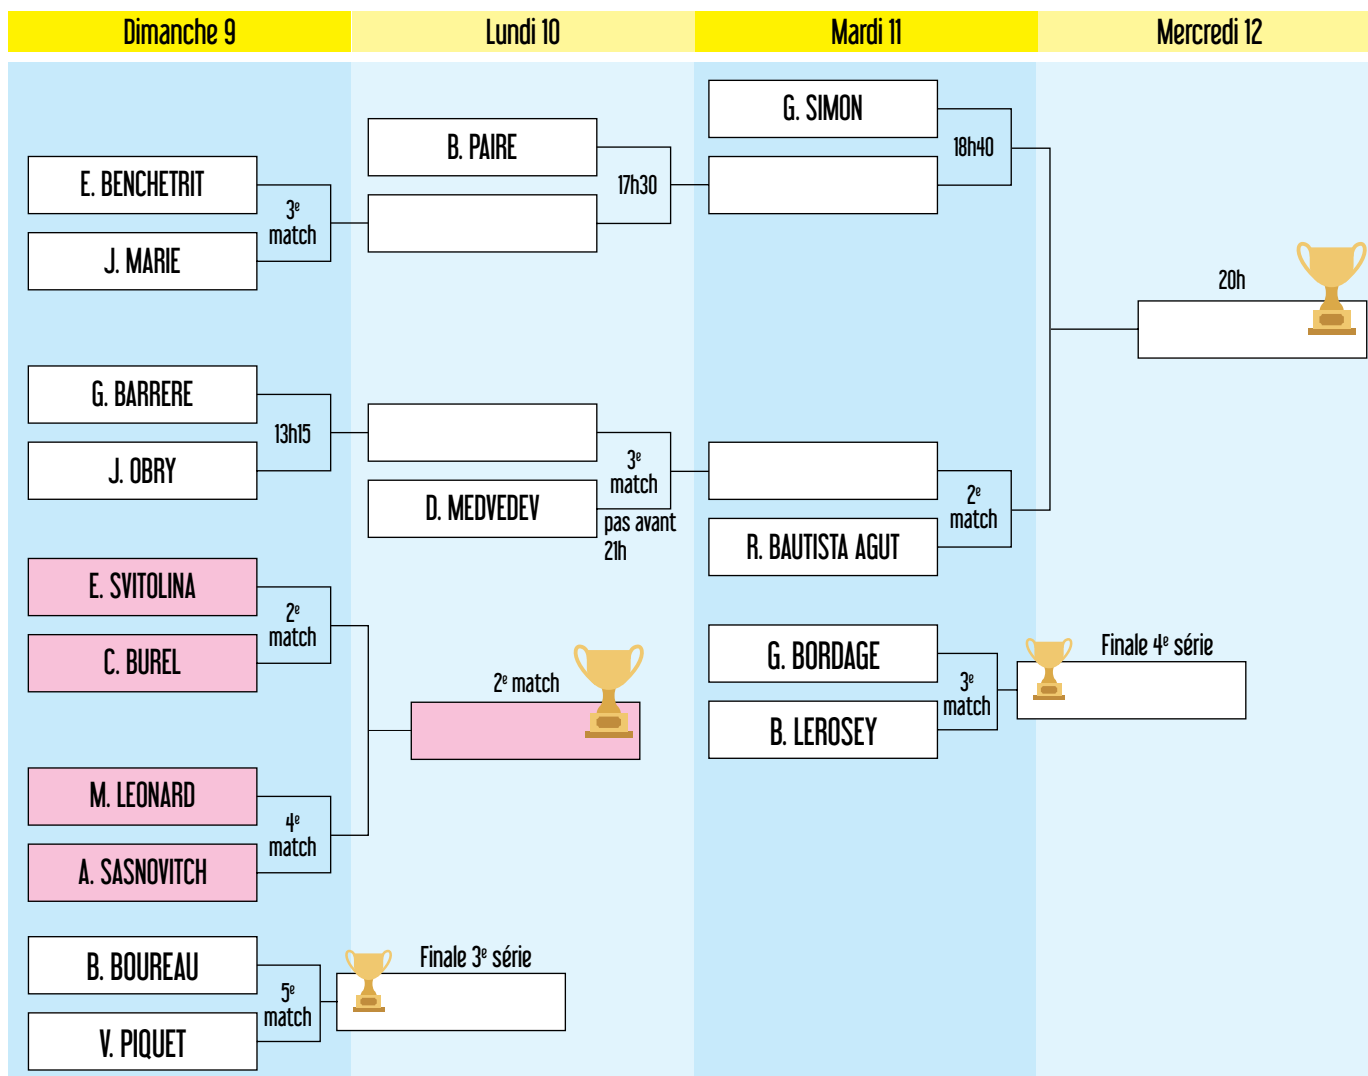 Dimanche 9
Lundi 10
Mardi 11
Mercredi 12
E. BENCHETRIT
J. MARIE
3e
match
G. BARRERE
J. OBRY
13h15
E. SVITOLINA
C. BUREL
2e
match
M. LEONARD
A. SASNOVITCH
4e
match
B. BOUREAU
V. PIQUET
5e
match
B. PAIRE
17h30
D. MEDVEDEV
3e
match
pas avant
21h
2e match
Finale 3e série
G. SIMON
18h40
R. BAUTISTA AGUT
2e
match
G. BORDAGE
B. LEROSEY
3e
match
20h
Finale 4e série